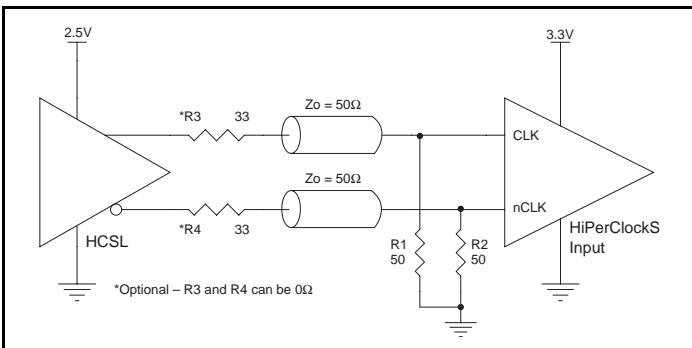 2.5V
3.3V
*R3 33
Zo = 50Ω
CLK
Zo = 50Ω
nCLK
*R4 33
HCSL
R1
50
R2
50
HiPerClockS
Input
*Optional – R3 and R4 can be 0Ω